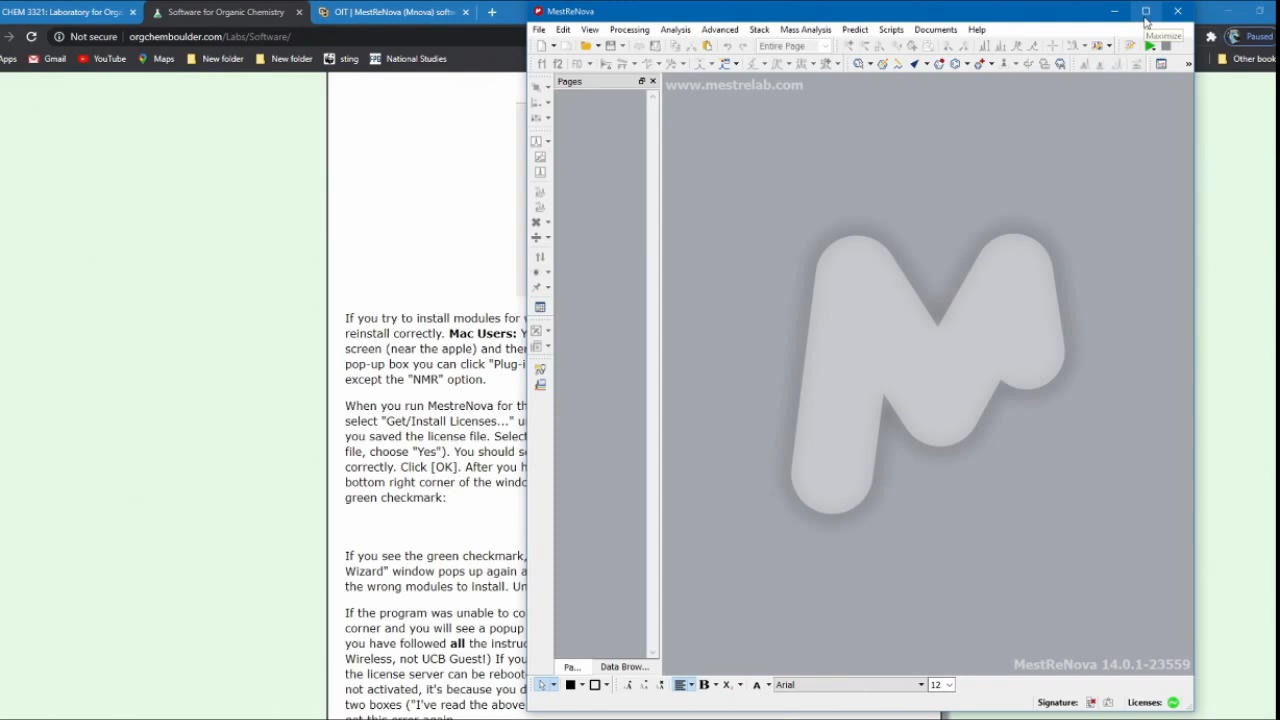 CHEM 3321: Laboratory for Orga
Software for Organic Chemistry
OIT | MestReNova (Mnova) softw
MestReNova
Not secure
orgchemboulder.com/Labs/Software/
Paused
File Edit View Processing Analysis Advanced Stack Mass Analysis Predict Scripts Documents Help
Maximize
Apps Gmail YouTube Maps New folder New folder sting National Studies
Other book
Entire Page
f1 f2
Pages
www.mestrelab.com
If you try to install modules for
reinstall correctly. Mac Users: Y
screen (near the apple) and then
pop-up box you can click "Plug-i
except the "NMR" option.
When you run MestreNova for th
select "Get/Install Licenses..." u
you saved the license file. Select
file, choose "Yes"). You should s
correctly. Click [OK]. After you h
bottom right corner of the windo
green checkmark:
If you see the green checkmark,
Wizard" window pops up again a
the wrong modules to install. Un
If the program was unable to co
corner and you will see a popup
you have followed all the instruc
Wireless, not UCB Guest!) If you
the license server can be reboote
not activated, it's because you d
two boxes ("I've read the above
get this error again.
Pa... Data Brow...
MestReNova 14.0.1-23559
Arial
12
Signature:
Licenses: